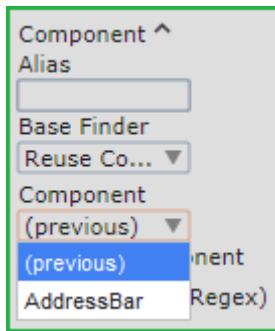 Component ^
Alias
Base Finder
Reuse Co... ▼
Component
(previous) ▼
(previous) nent
AddressBar Regex)